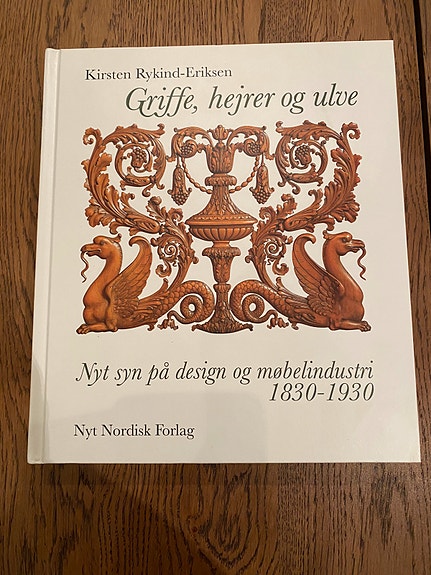 Kirsten Rykind-Eriksen
Griffe, hejrer og ulve
Nyt syn på design og møbelindustri
1830-1930
Nyt Nordisk Forlag